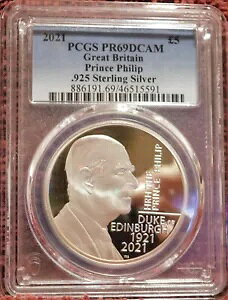 2021 £5
PCGS PR69DCAM
Great Britain
Prince Philip
.925 Sterling Silver
886191.69/46515591
HRH THE
PRINCE PHILIP
DUKE OF
EDINBURGH
1921
2021